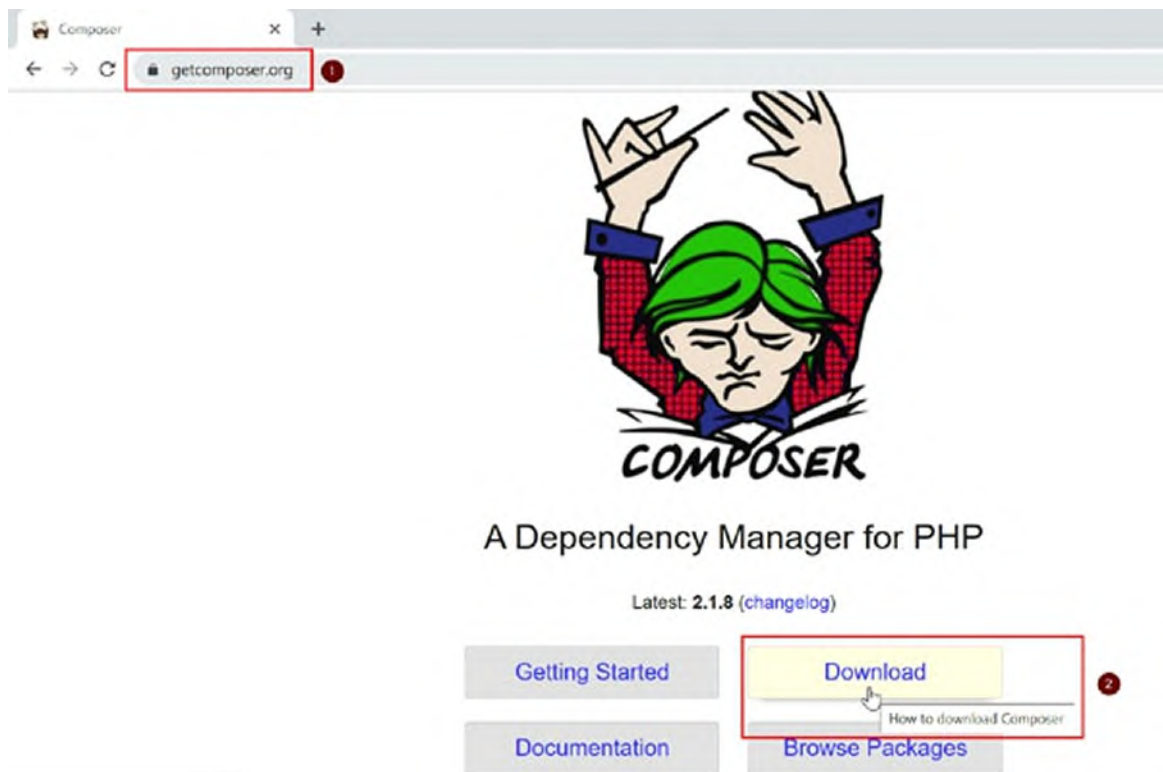 Composer
getcomposer.org 1
COMPOSER
A Dependency Manager for PHP
Latest: 2.1.8 (changelog)
Getting Started Download 2
How to download Composer
Documentation Browse Packages